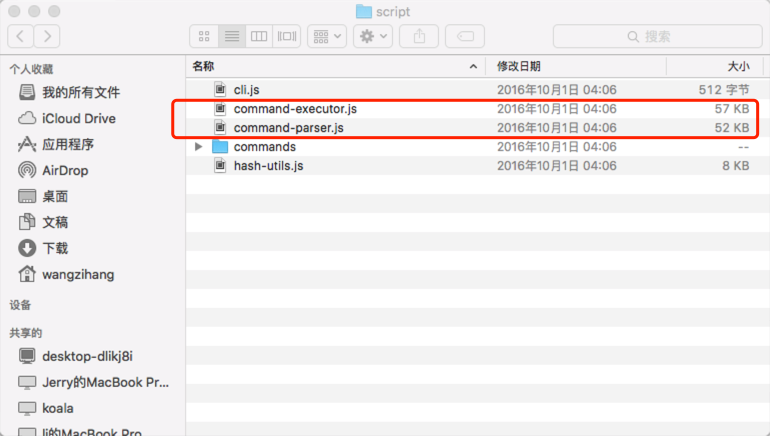 script
搜索
个人收藏
我的所有文件
iCloud Drive
应用程序
AirDrop
桌面
文稿
下载
wangzihang
设备
共享的
desktop-dlikj8i
Jerry的MacBook Pr...
koala
li的MacBook Pro
名称 修改日期 大小
cli.js 2016年10月1日 04:06 512 字节
command-executor.js 2016年10月1日 04:06 57 KB
command-parser.js 2016年10月1日 04:06 52 KB
commands 2016年10月1日 04:06 --
hash-utils.js 2016年10月1日 04:06 8 KB